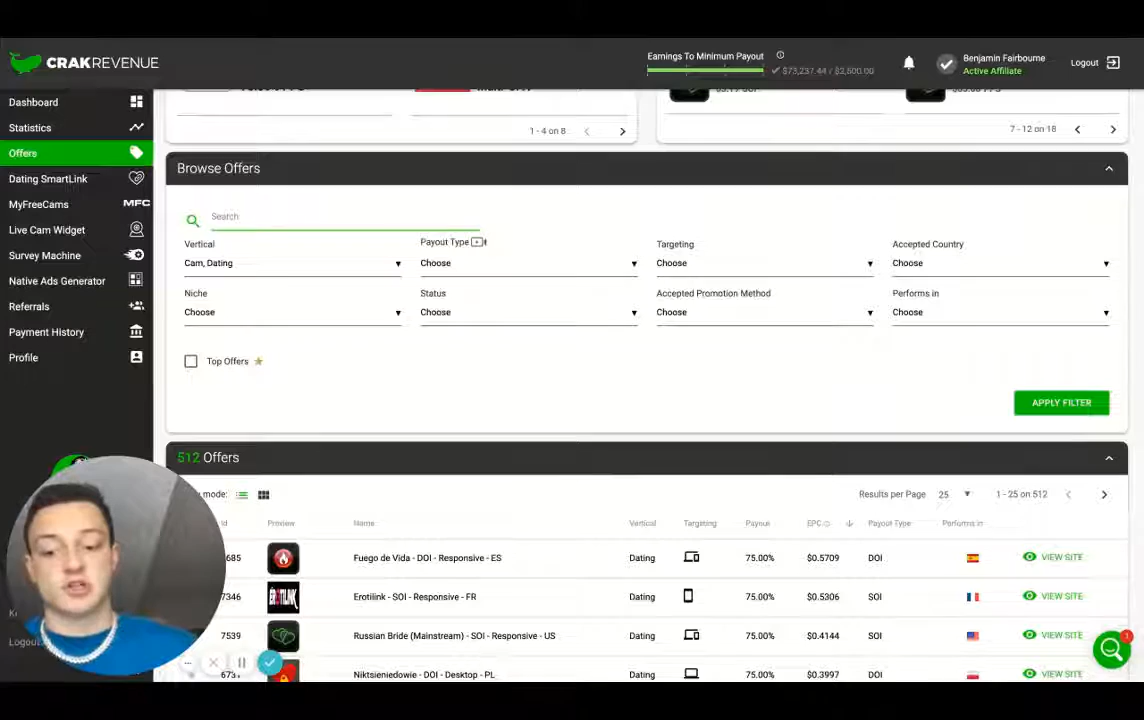 CRAKREVENUE
Earnings To Minimum Payout
$73,237.44 / $2,500.00
Benjamin Fairbourne
Active Affiliate
Logout
Dashboard
Statistics
Offers
Dating SmartLink
MyFreeCams MFC
Live Cam Widget
Survey Machine
Native Ads Generator
Referrals
Payment History
Profile
1 - 4 on 8
7 - 12 on 18
Browse Offers
Search
Vertical
Cam, Dating
Payout Type
Choose
Targeting
Choose
Accepted Country
Choose
Niche
Choose
Status
Choose
Accepted Promotion Method
Choose
Performs in
Choose
Top Offers
APPLY FILTER
512 Offers
mode:
Results per Page 25 1 - 25 on 512
Id Preview Name Vertical Targeting Payout EPC Payout Type Performs in
685 Fuego de Vida - DOI - Responsive - ES Dating 75.00% $0.5709 DOI VIEW SITE
7346 Erotilink - SOI - Responsive - FR Dating 75.00% $0.5306 SOI VIEW SITE
7539 Russian Bride (Mainstream) - SOI - Responsive - US Dating 75.00% $0.4144 SOI VIEW SITE
6731 Niktsieniedowie - DOI - Desktop - PL Dating 75.00% $0.3997 DOI VIEW SITE
Logout
1